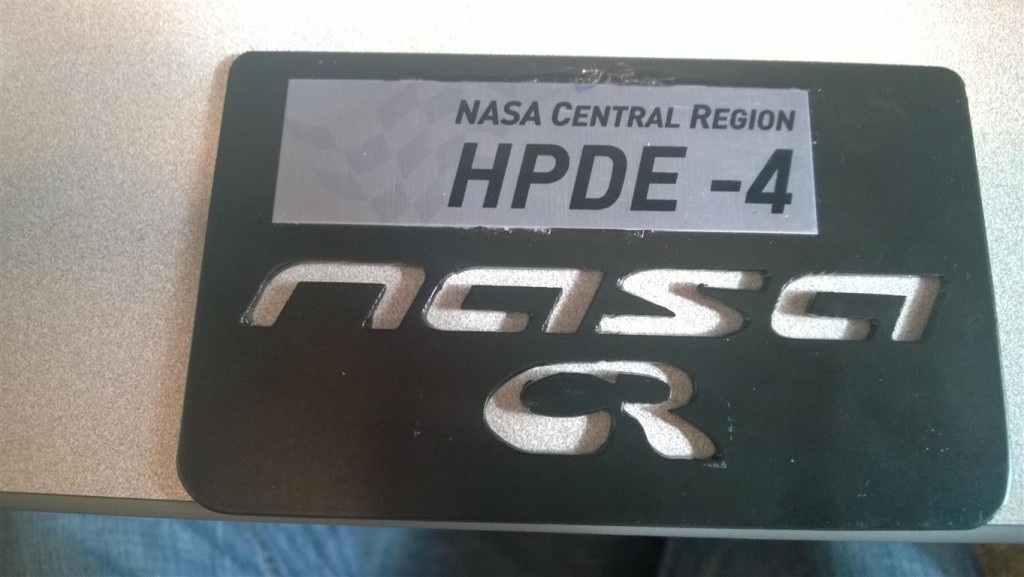 NASA CENTRAL REGION
HPDE -4
nasa
CR